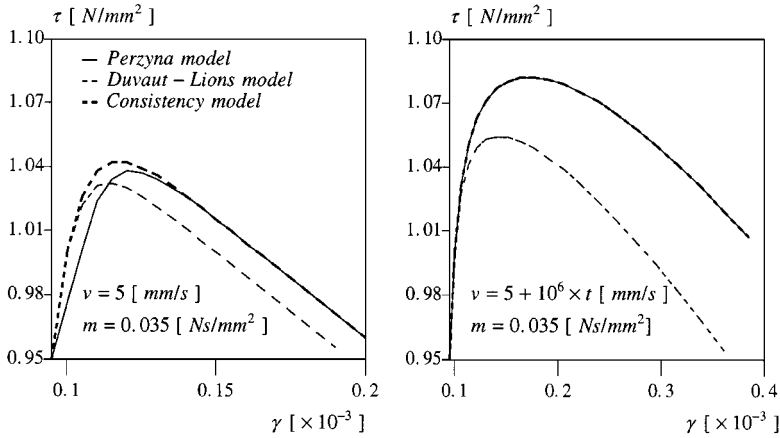 τ [ N/mm²]
1.10
1.07
1.04
1.01
0.98
0.95
Perzyna model
Duvaut – Lions model
Consistency model
v = 5 [ mm/s ]
m = 0.035 [ Ns/mm² ]
0.1
0.15
0.2
γ [ × 10⁻³ ]
τ [ N/mm²]
1.10
1.07
1.04
1.01
0.98
0.95
v = 5 + 10⁶ × t [ mm/s ]
m = 0.035 [ Ns/mm²]
0.1
0.2
0.3
0.4
γ [ × 10⁻³ ]